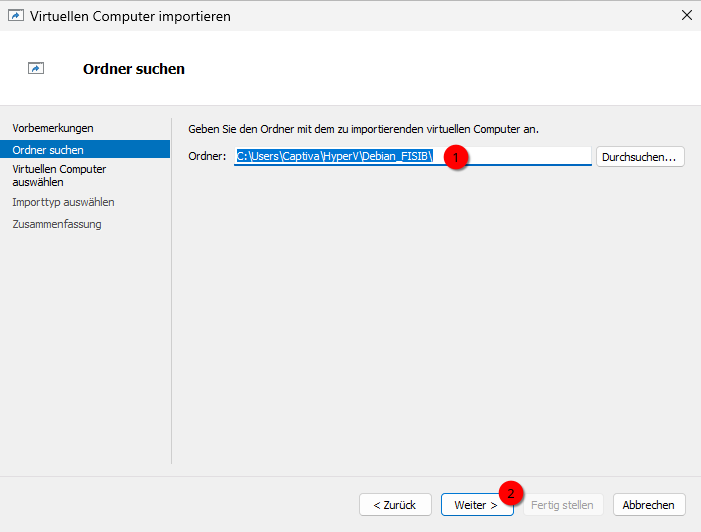 Virtuellen Computer importieren
Ordner suchen
Vorbemerkungen
Ordner suchen
Virtuellen Computer
auswählen
Importtyp auswählen
Zusammenfassung
Geben Sie den Ordner mit dem zu importierenden virtuellen Computer an.
Ordner: C:\Users\Captiva\HyperV\Debian_FISIB\ 1 Durchsuchen...
2
< Zurück Weiter > Fertig stellen Abbrechen